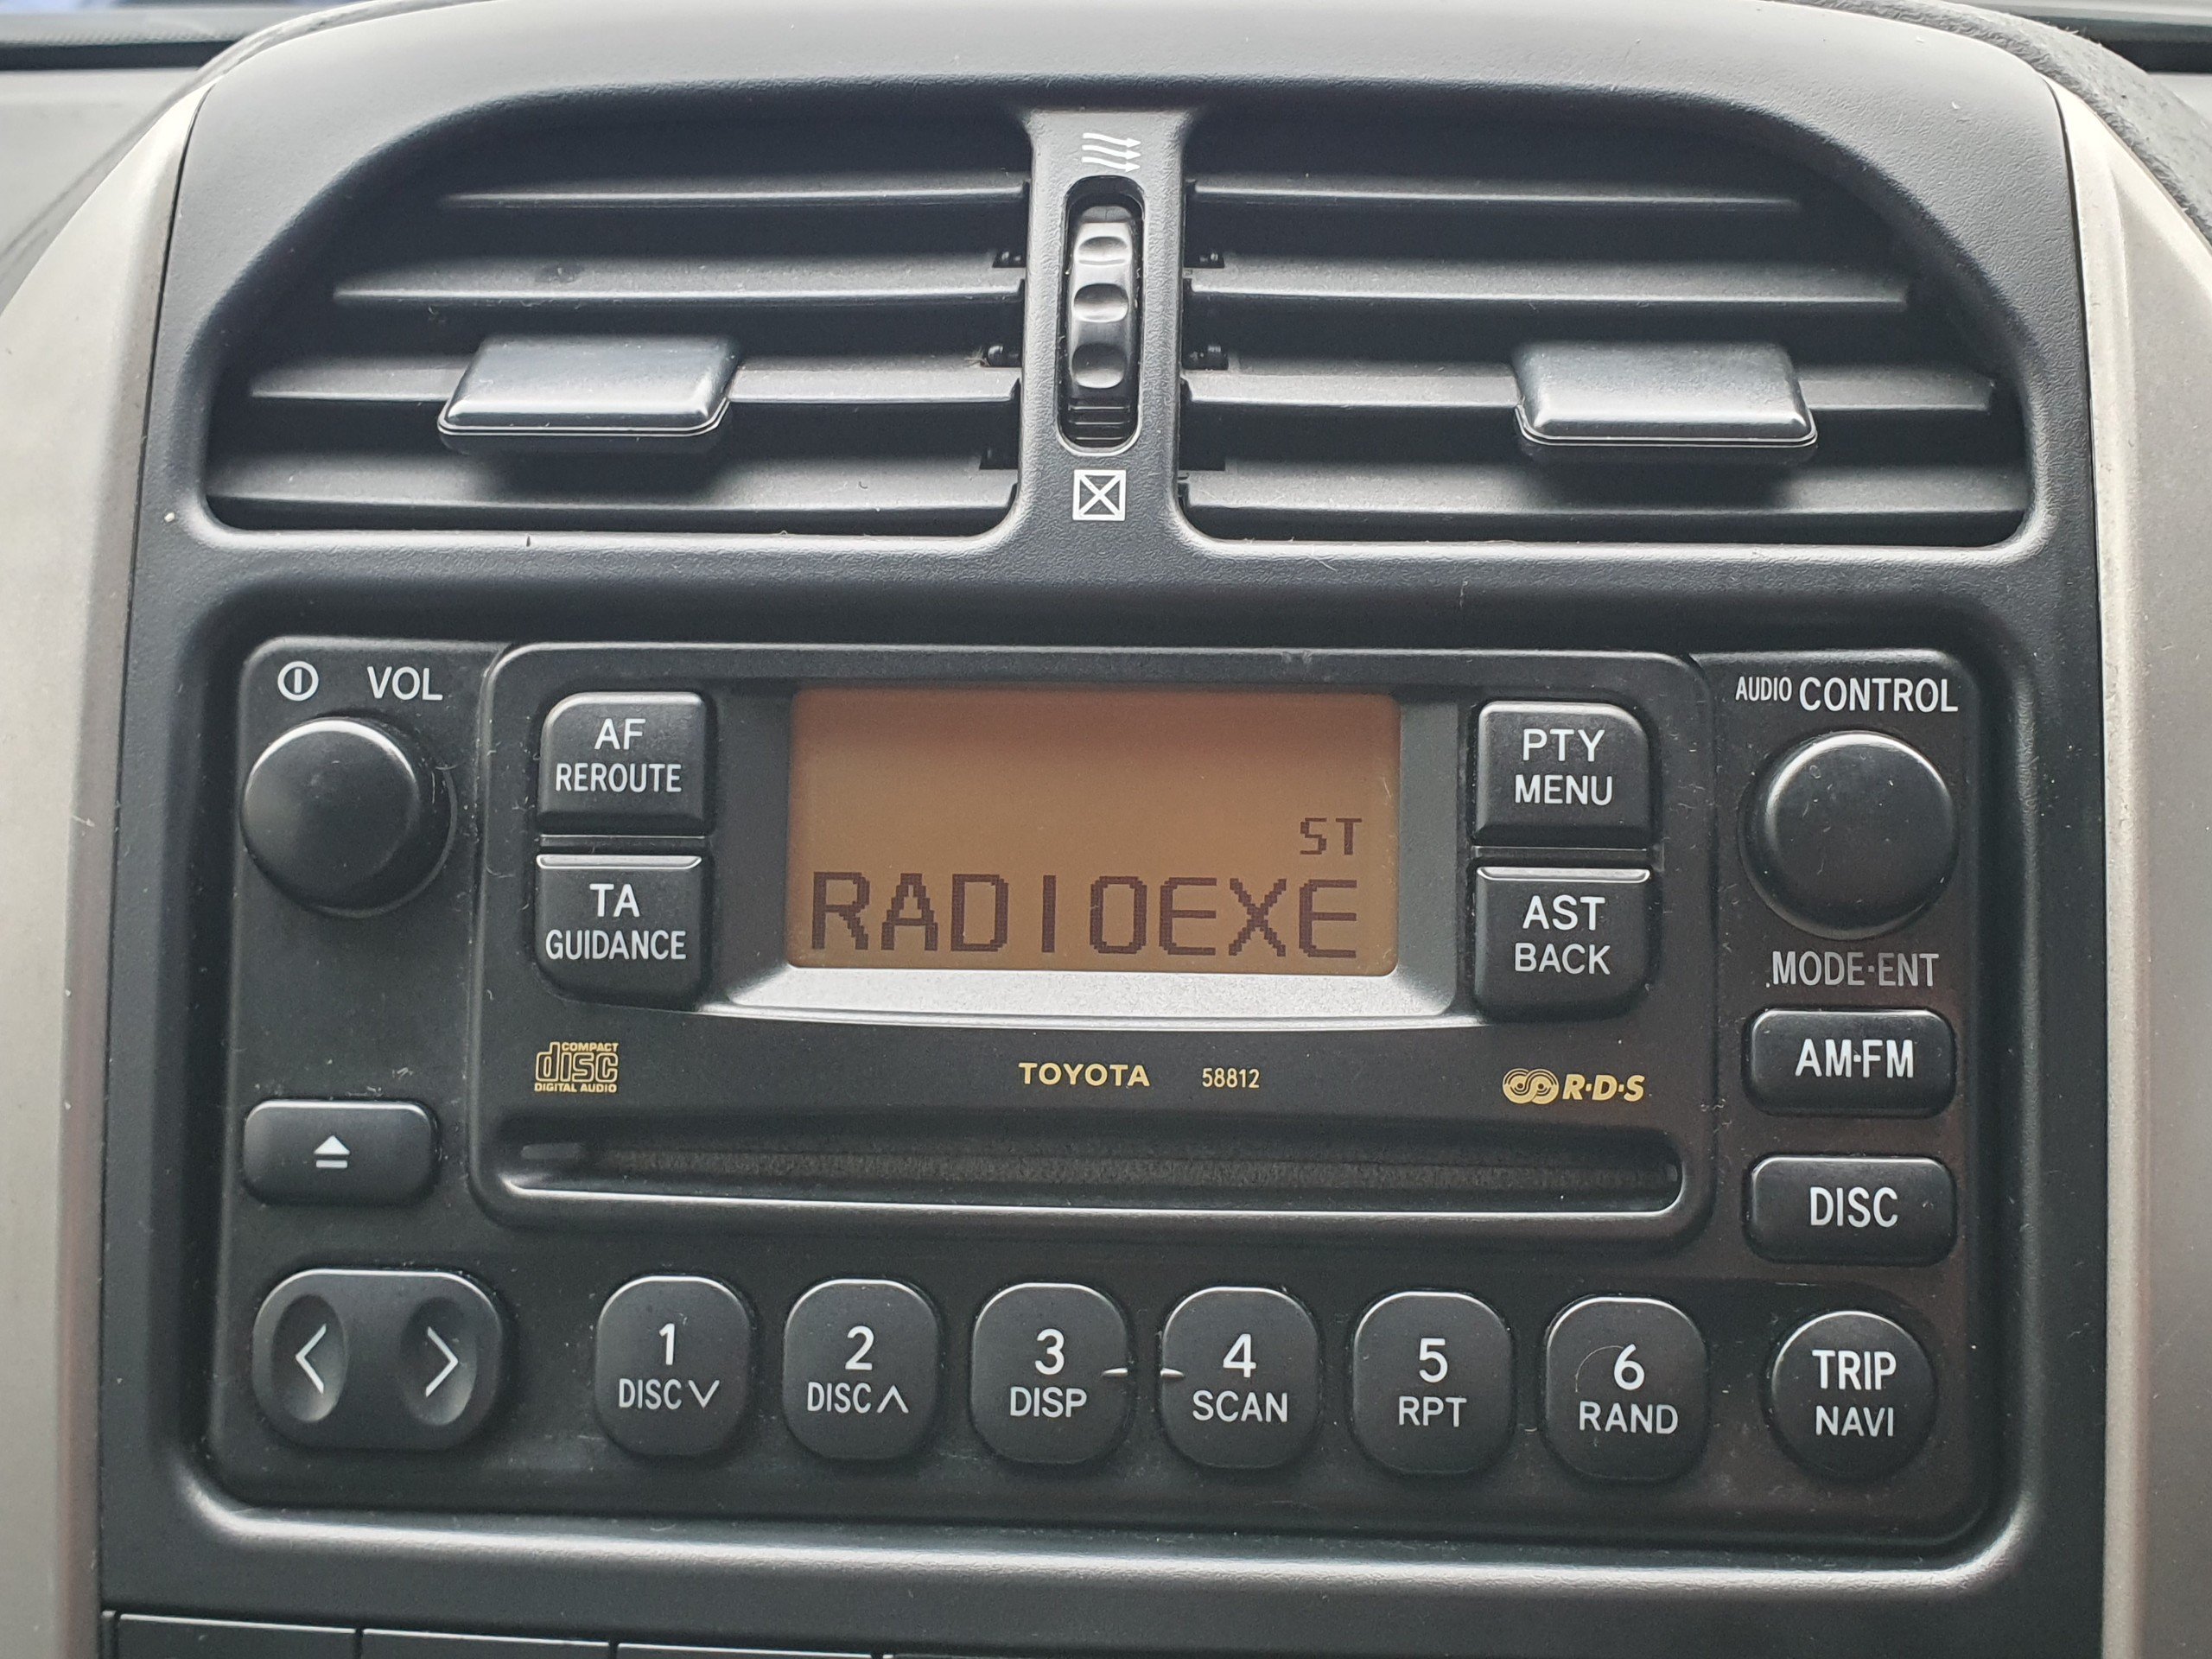 VOL
AUDIO CONTROL
AF
REROUTE
PTY
MENU
ST
RADIOEXE
TA
GUIDANCE
AST
BACK
MODE·ENT
AM·FM
COMPACT
disc
DIGITAL AUDIO
TOYOTA 58812
R·D·S
DISC
1
DISC
2
DISC
3
DISP
4
SCAN
5
RPT
6
RAND
TRIP
NAVI